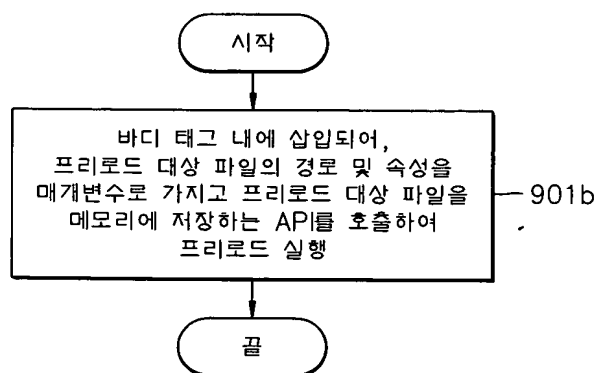 시작
바디 태그 내에 삽입되어,
프리로드 대상 파일의 경로 및 속성을
매개변수로 가지고 프리로드 대상 파일을
메모리에 저장하는 API를 호출하여
프리로드 실행
901b
끝